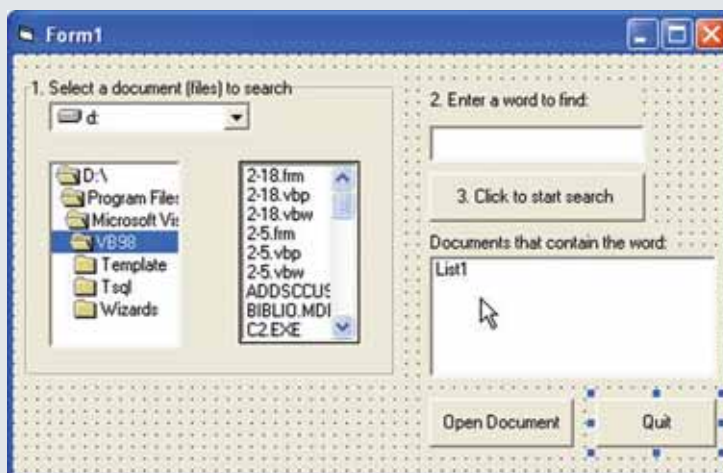 Form1
1. Select a document (files) to search
d:
D:\
Program Files
Microsoft Vis
VB98
Template
Tsql
Wizards
2-18.frm
2-18.vbp
2-18.vbw
2-5.frm
2-5.vbp
2-5.vbw
ADDSCCUS
BIBLIO.MDI
C2.EXE
2. Enter a word to find:
3. Click to start search
Documents that contain the word:
List1
Open Document
Quit